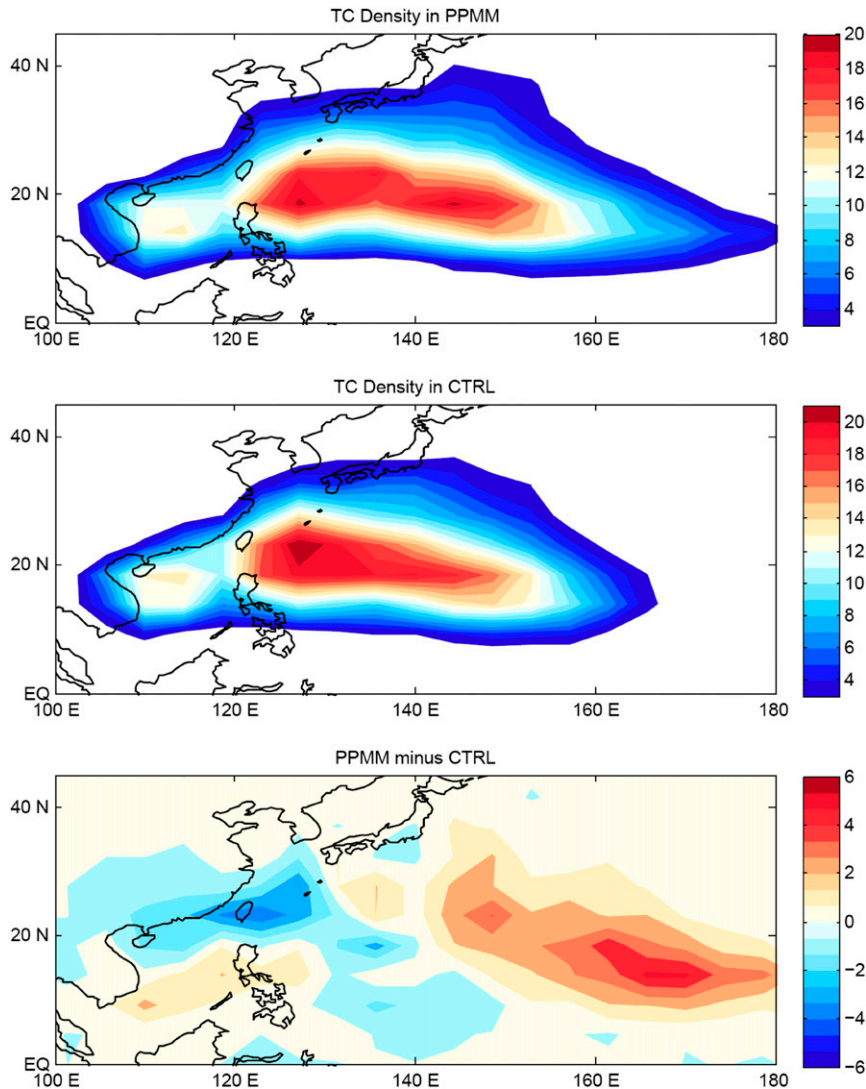 TC Density in PPMM
40 N
20 N
EQ
100 E
120 E
140 E
160 E
180
20
18
16
14
12
10
8
6
4
TC Density in CTRL
40 N
20 N
EQ
100 E
120 E
140 E
160 E
180
20
18
16
14
12
10
8
6
4
PPMM minus CTRL
40 N
20 N
EQ
100 E
120 E
140 E
160 E
180
6
4
2
0
−2
−4
−6